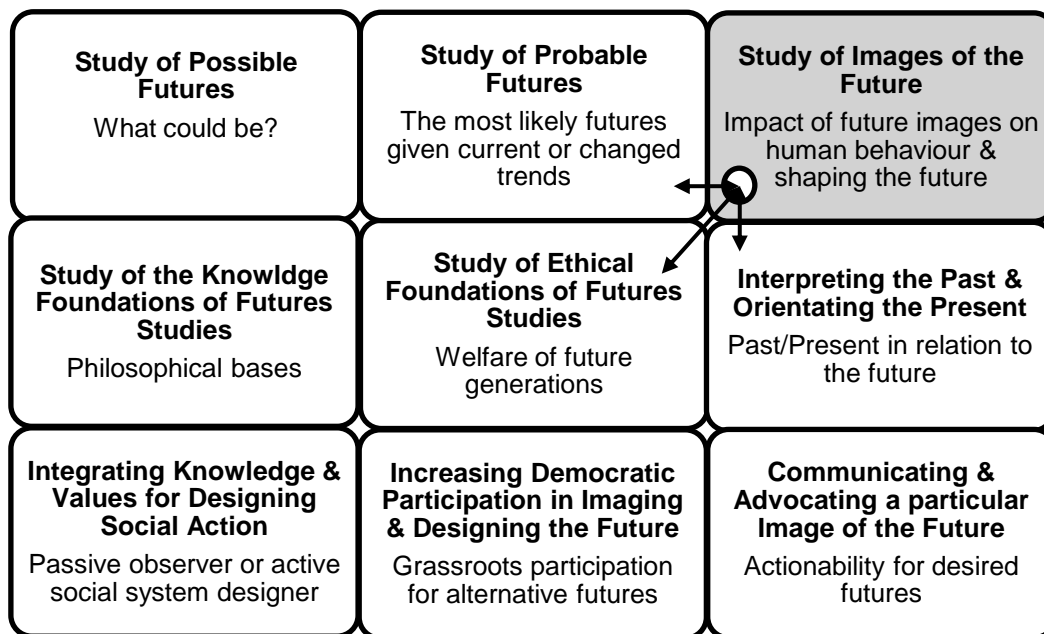 Study of Possible
Futures
What could be?
Study of Probable
Futures
The most likely futures
given current or changed
trends
Study of Images of the
Future
Impact of future images on
human behaviour &
shaping the future
Study of the Knowldge
Foundations of Futures
Studies
Philosophical bases
Study of Ethical
Foundations of Futures
Studies
Welfare of future
generations
Interpreting the Past &
Orientating the Present
Past/Present in relation to
the future
Integrating Knowledge &
Values for Designing
Social Action
Passive observer or active
social system designer
Increasing Democratic
Participation in Imaging
& Designing the Future
Grassroots participation
for alternative futures
Communicating &
Advocating a particular
Image of the Future
Actionability for desired
futures